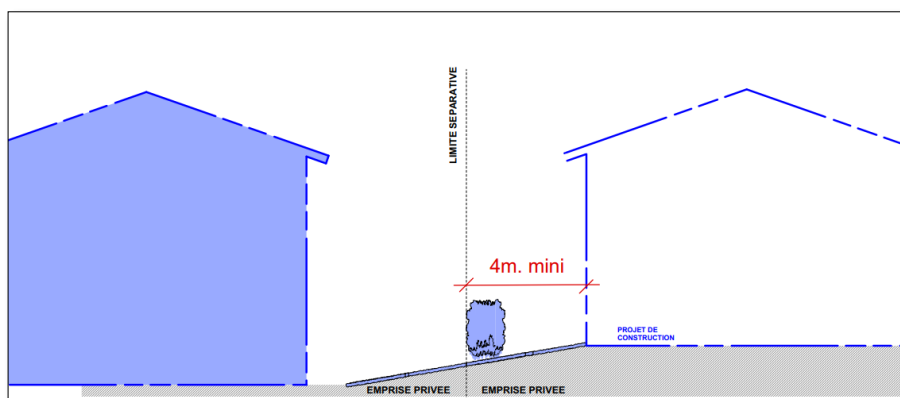 LIMITE SEPARATIVE
4m. mini
PROJET DE
CONSTRUCTION
EMPRISE PRIVEE
EMPRISE PRIVEE